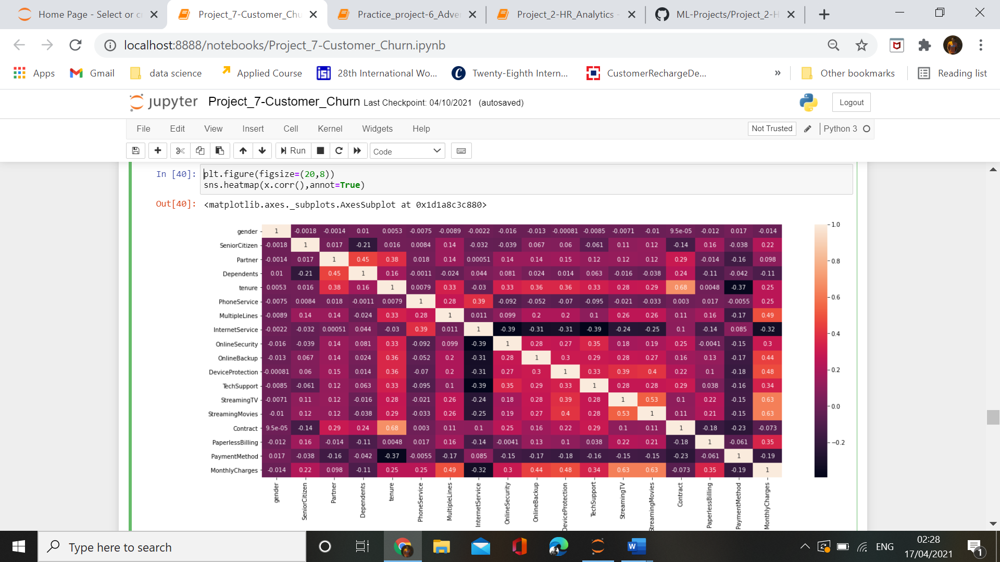 Home Page - Select or c
Project_7-Customer_Chu
Practice_project-6_Adve
Project_2-HR_Analytics -
ML-Projects/Project_2-H
localhost:8888/notebooks/Project_7-Customer_Churn.ipynb
Apps Gmail data science Applied Course 28th International Wo... Twenty-Eighth Intern... CustomerRechargeDe... » Other bookmarks Reading list
jupyter Project_7-Customer_Churn Last Checkpoint: 04/10/2021 (autosaved) Logout
File Edit View Insert Cell Kernel Widgets Help Not Trusted Python 3
Run Code
In [40]: plt.figure(figsize=(20,8))
sns.heatmap(x.corr(),annot=True)
Out[40]: <matplotlib.axes._subplots.AxesSubplot at 0x1d1a8c3c880>
gender 1 -0.0018 -0.0014 0.01 0.0053 -0.0075 -0.0089 -0.0022 -0.016 -0.013 -0.00081 -0.0085 -0.0071 -0.01 9.5e-05 -0.012 0.017 -0.014
SeniorCitizen -0.0018 1 0.017 -0.21 0.016 0.0084 0.14 -0.032 -0.039 0.067 0.06 -0.061 0.11 0.12 -0.14 0.16 -0.038 0.22
Partner -0.0014 0.017 1 0.45 0.38 0.018 0.14 0.00051 0.14 0.14 0.15 0.12 0.12 0.12 0.29 -0.014 -0.16 0.098
Dependents 0.01 -0.21 0.45 1 0.16 -0.0011 -0.024 0.044 0.081 0.024 0.014 0.063 -0.016 -0.038 0.24 -0.11 -0.042 -0.11
tenure 0.0053 0.016 0.38 0.16 1 0.0079 0.33 -0.03 0.33 0.36 0.36 0.33 0.28 0.29 0.68 0.0048 -0.37 0.25
PhoneService -0.0075 0.0084 0.018 -0.0011 0.0079 1 0.28 0.39 -0.092 -0.052 -0.07 -0.095 -0.021 -0.033 0.003 0.017 -0.0055 0.25
MultipleLines -0.0089 0.14 0.14 -0.024 0.33 0.28 1 0.011 0.099 0.2 0.2 0.1 0.26 0.26 0.11 0.16 -0.17 0.49
InternetService -0.0022 -0.032 0.00051 0.044 -0.03 0.39 0.011 1 -0.39 -0.31 -0.31 -0.39 -0.24 -0.25 0.1 -0.14 0.085 -0.32
OnlineSecurity -0.016 -0.039 0.14 0.081 0.33 -0.092 0.099 -0.39 1 0.28 0.27 0.35 0.18 0.19 0.25 -0.0041 -0.15 0.3
OnlineBackup -0.013 0.067 0.14 0.024 0.36 -0.052 0.2 -0.31 0.28 1 0.3 0.29 0.28 0.27 0.16 0.13 -0.17 0.44
DeviceProtection -0.00081 0.06 0.15 0.014 0.36 -0.07 0.2 -0.31 0.27 0.3 1 0.33 0.39 0.4 0.22 0.1 -0.18 0.48
TechSupport -0.0085 -0.061 0.12 0.063 0.33 -0.095 0.1 -0.39 0.35 0.29 0.33 1 0.28 0.28 0.29 0.038 -0.16 0.34
StreamingTV -0.0071 0.11 0.12 -0.016 0.28 -0.021 0.26 -0.24 0.18 0.28 0.39 0.28 1 0.53 0.1 0.22 -0.15 0.63
StreamingMovies -0.01 0.12 0.12 -0.038 0.29 -0.033 0.26 -0.25 0.19 0.27 0.4 0.28 0.53 1 0.11 0.21 -0.15 0.63
Contract 9.5e-05 -0.14 0.29 0.24 0.68 0.003 0.11 0.1 0.25 0.16 0.22 0.29 0.1 0.11 1 -0.18 -0.23 -0.073
PaperlessBilling -0.012 0.16 -0.014 -0.11 0.0048 0.017 0.16 -0.14 -0.0041 0.13 0.1 0.038 0.22 0.21 -0.18 1 -0.061 0.35
PaymentMethod 0.017 -0.038 -0.16 -0.042 -0.37 -0.0055 -0.17 0.085 -0.15 -0.17 -0.18 -0.16 -0.15 -0.15 -0.23 -0.061 1 -0.19
MonthlyCharges -0.014 0.22 0.098 -0.11 0.25 0.25 0.49 -0.32 0.3 0.44 0.48 0.34 0.63 0.63 -0.073 0.35 -0.19 1
gender SeniorCitizen Partner Dependents tenure PhoneService MultipleLines InternetService OnlineSecurity OnlineBackup DeviceProtection TechSupport StreamingTV StreamingMovies Contract PaperlessBilling PaymentMethod MonthlyCharges
1.0
0.8
0.6
0.4
0.2
0.0
-0.2
Type here to search
W
ENG
02:28
17/04/2021
1